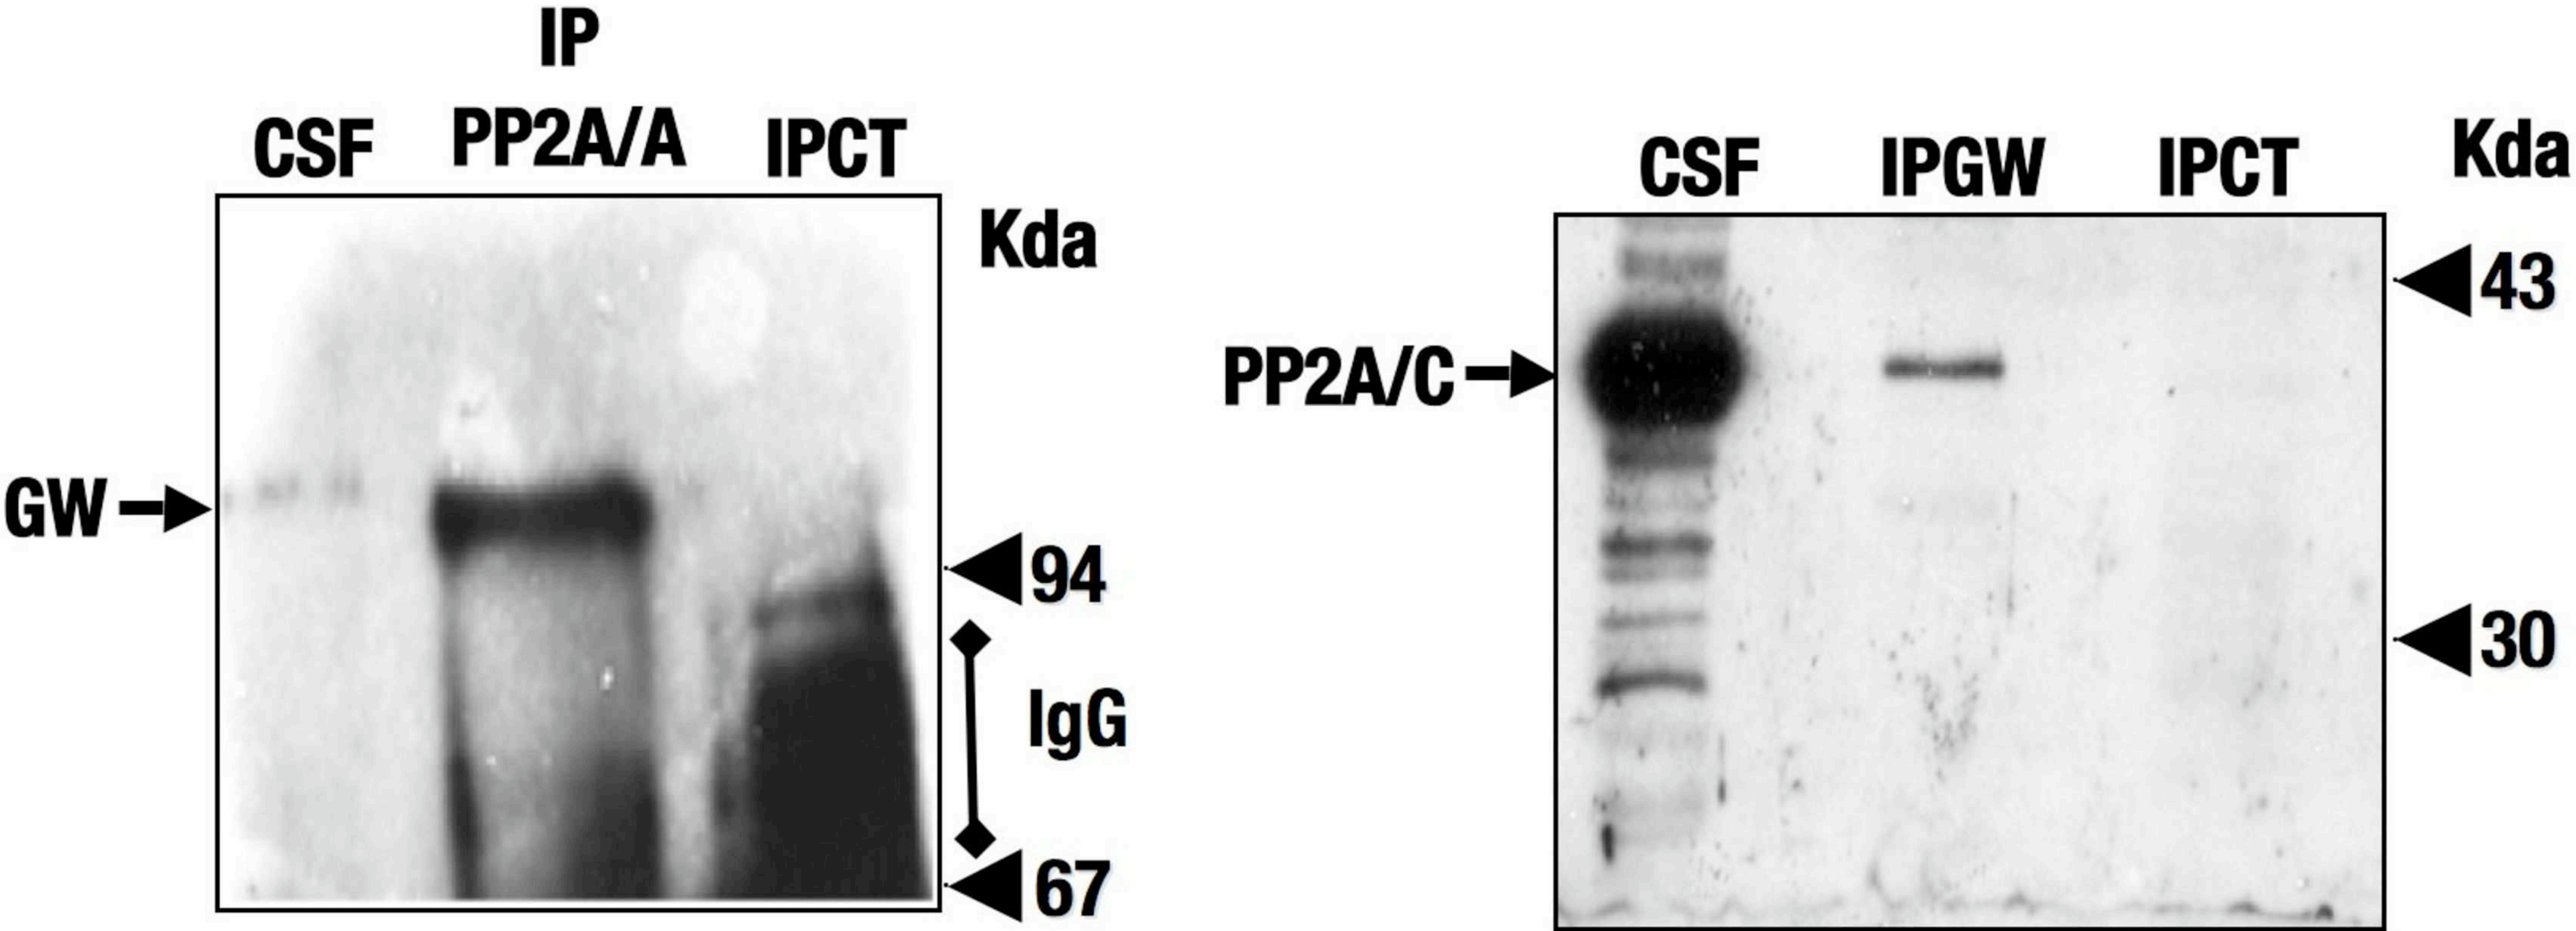 IP
CSF PP2A/A IPCT
Kda
GW
94
IgG
67
CSF IPGW IPCT Kda
43
PP2A/C
30